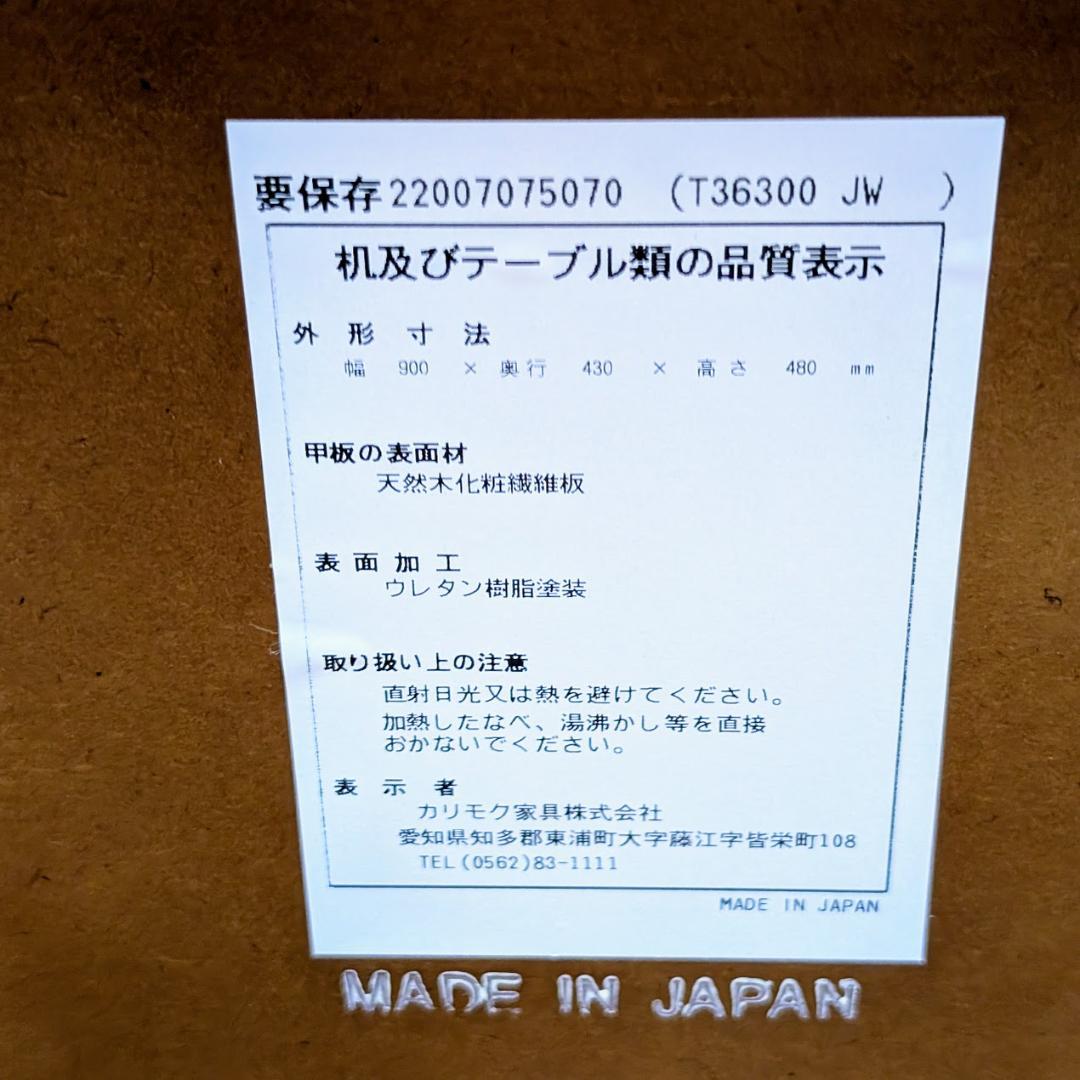 要保存22007075070 (T36300 JW )
机及びテーブル類の品質表示
外形寸法
幅 900 × 奥行 430 × 高さ 480 mm
甲板の表面材
天然木化粧繊維板
表面加工
ウレタン樹脂塗装
取り扱い上の注意
直射日光又は熱を避けてください。
加熱したなべ、湯沸かし等を直接
おかないでください。
表示者
カリモク家具株式会社
愛知県知多郡東浦町大字藤江字皆栄町108
TEL(0562)83-1111
MADE IN JAPAN
MADE IN JAPAN